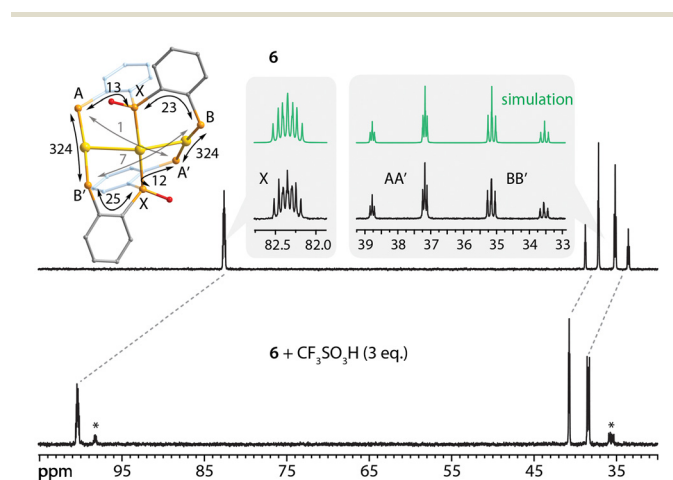 6
A
13
X
23
B
1
324
7
324
12
A'
B'
25
X
simulation
X
AA'
BB'
82.5 82.0
39 38 37 36 35 34 33
6 + CF₃SO₃H (3 eq.)
*
*
ppm 95 85 75 65 55 45 35